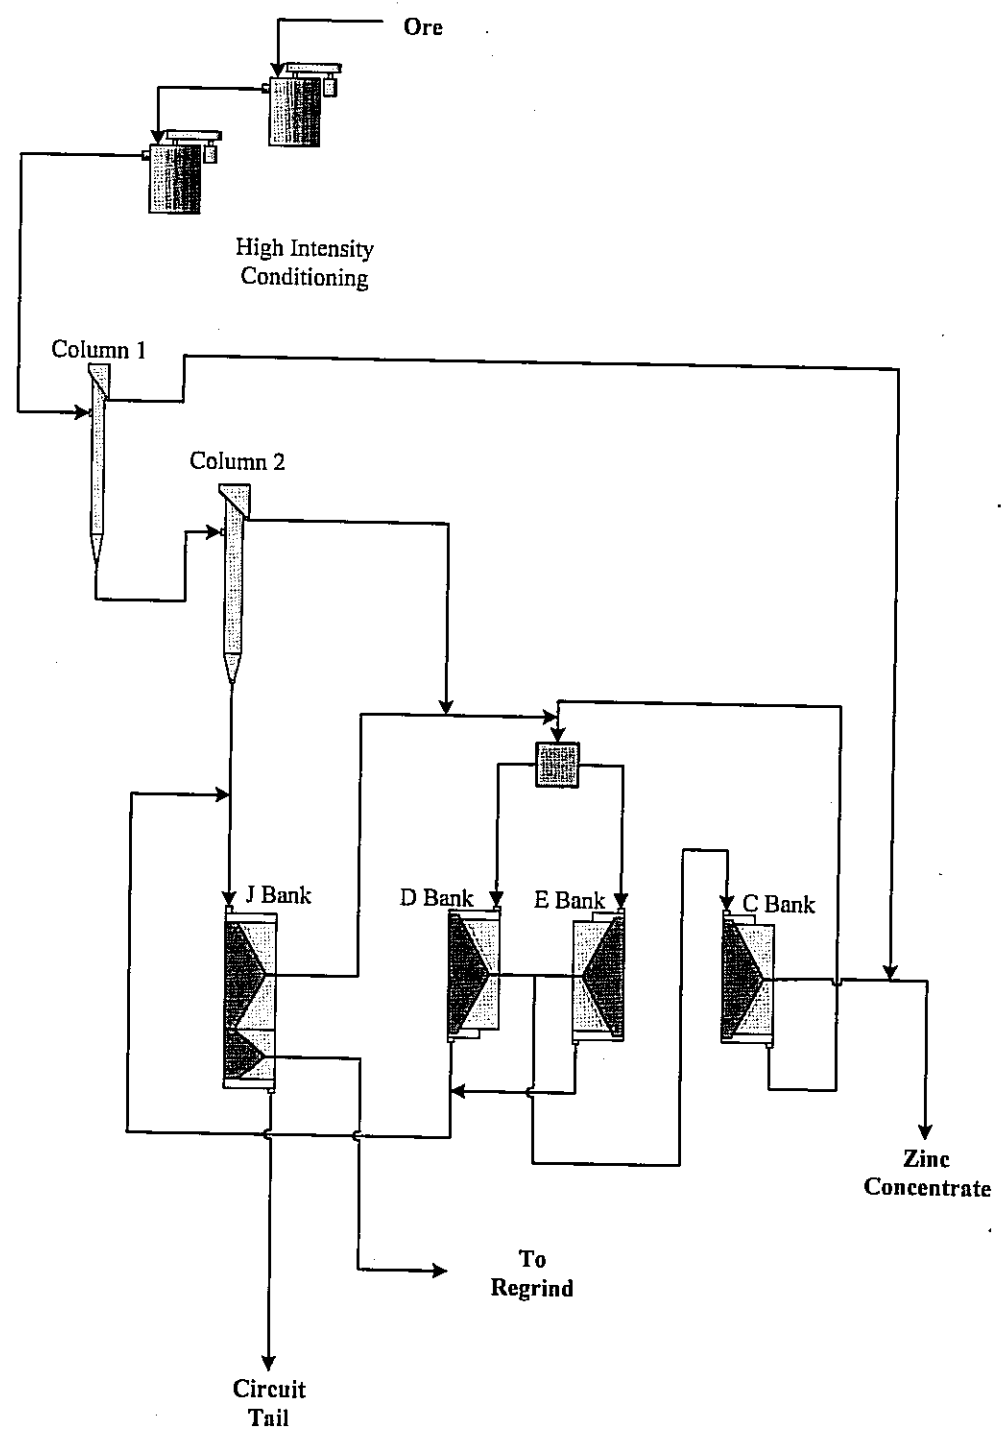 Ore
High Intensity
Conditioning
Column 1
Column 2
J Bank
D Bank
E Bank
C Bank
Zinc
Concentrate
To
Regrind
Circuit
Tail